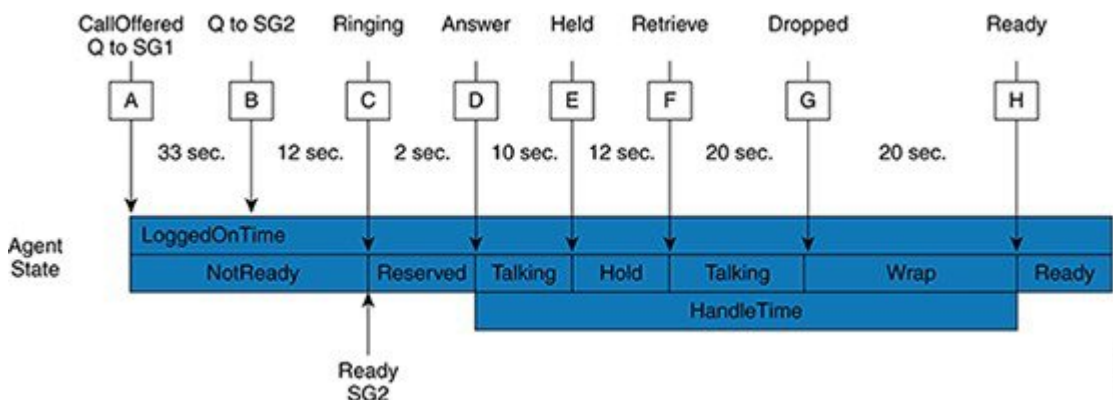 CallOffered Q to SG2 Ringing Answer Held Retrieve Dropped Ready
Q to SG1
A B C D E F G H
33 sec. 12 sec. 2 sec. 10 sec. 12 sec. 20 sec. 20 sec.
LoggedOnTime
Agent
State
NotReady Reserved Talking Hold Talking Wrap Ready
HandleTime
Ready
SG2